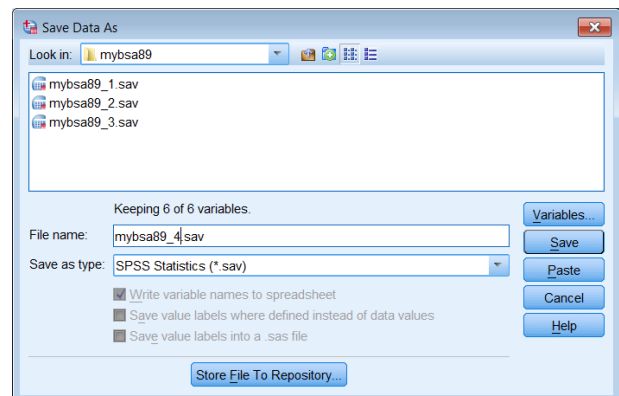 Save Data As
Look in: mybsa89
mybsa89_1.sav
mybsa89_2.sav
mybsa89_3.sav
Keeping 6 of 6 variables.
Variables...
File name: mybsa89_4.sav
Save
Save as type: SPSS Statistics (*.sav)
Paste
Write variable names to spreadsheet
Cancel
Save value labels where defined instead of data values
Help
Save value labels into a .sas file
Store File To Repository...